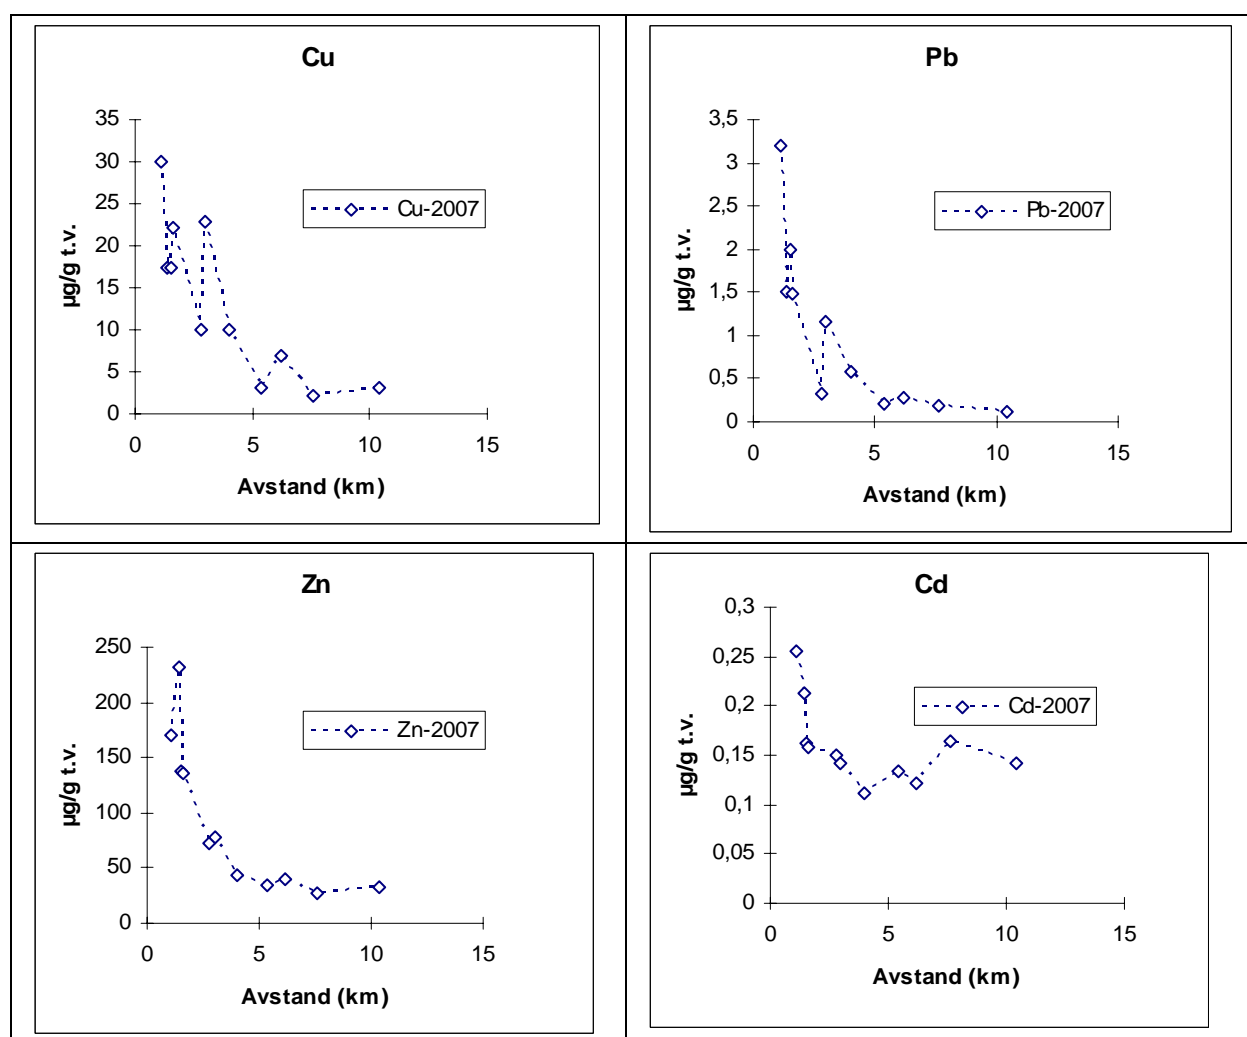 Cu
35
30
25
20
15
10
5
0
µg/g t.v.
Cu-2007
0 5 10 15
Avstand (km)
Pb
3,5
3
2,5
2
1,5
1
0,5
0
µg/g t.v.
Pb-2007
0 5 10 15
Avstand (km)
Zn
250
200
150
100
50
0
µg/g t.v.
Zn-2007
0 5 10 15
Avstand (km)
Cd
0,3
0,25
0,2
0,15
0,1
0,05
0
µg/g t.v.
Cd-2007
0 5 10 15
Avstand (km)